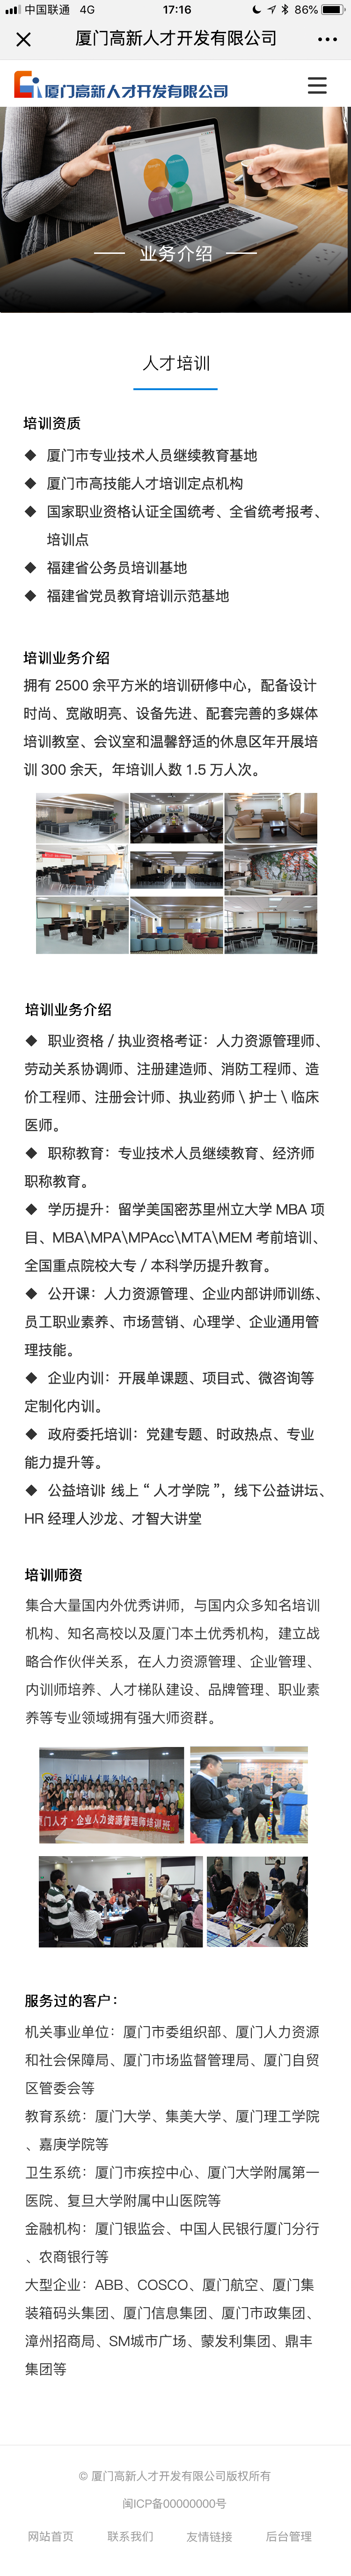 中国联通 4G 17:16 86%
厦门高新人才开发有限公司
厦门高新人才开发有限公司
业务介绍
人才培训
培训资质
◆ 厦门市专业技术人员继续教育基地
◆ 厦门市高技能人才培训定点机构
◆ 国家职业资格认证全国统考、全省统考报考、
培训点
◆ 福建省公务员培训基地
◆ 福建省党员教育培训示范基地
培训业务介绍
拥有 2500 余平方米的培训研修中心，配备设计
时尚、宽敞明亮、设备先进、配套完善的多媒体
培训教室、会议室和温馨舒适的休息区年开展培
训 300 余天，年培训人数 1.5 万人次。
培训业务介绍
◆ 职业资格 / 执业资格考证：人力资源管理师、
劳动关系协调师、注册建造师、消防工程师、造
价工程师、注册会计师、执业药师 \ 护士 \ 临床
医师。
◆ 职称教育：专业技术人员继续教育、经济师
职称教育。
◆ 学历提升：留学美国密苏里州立大学 MBA 项
目、MBA\MPA\MPAcc\MTA\MEM 考前培训、
全国重点院校大专 / 本科学历提升教育。
◆ 公开课：人力资源管理、企业内部讲师训练、
员工职业素养、市场营销、心理学、企业通用管
理技能。
◆ 企业内训：开展单课题、项目式、微咨询等
定制化内训。
◆ 政府委托培训：党建专题、时政热点、专业
能力提升等。
◆ 公益培训：线上 “ 人才学院 ”，线下公益讲坛、
HR 经理人沙龙、才智大讲堂
培训师资
集合大量国内外优秀讲师，与国内众多知名培训
机构、知名高校以及厦门本土优秀机构，建立战
略合作伙伴关系，在人力资源管理、企业管理、
内训师培养、人才梯队建设、品牌管理、职业素
养等专业领域拥有强大师资群。
厦门市人才服务中心
厦门人才·企业人力资源管理师培训班
服务过的客户：
机关事业单位：厦门市委组织部、厦门人力资源
和社会保障局、厦门市场监督管理局、厦门自贸
区管委会等
教育系统：厦门大学、集美大学、厦门理工学院
、嘉庚学院等
卫生系统：厦门市疾控中心、厦门大学附属第一
医院、复旦大学附属中山医院等
金融机构：厦门银监会、中国人民银行厦门分行
、农商银行等
大型企业：ABB、COSCO、厦门航空、厦门集
装箱码头集团、厦门信息集团、厦门市政集团、
漳州招商局、SM城市广场、蒙发利集团、鼎丰
集团等
© 厦门高新人才开发有限公司版权所有
闽ICP备00000000号
网站首页 联系我们 友情链接 后台管理